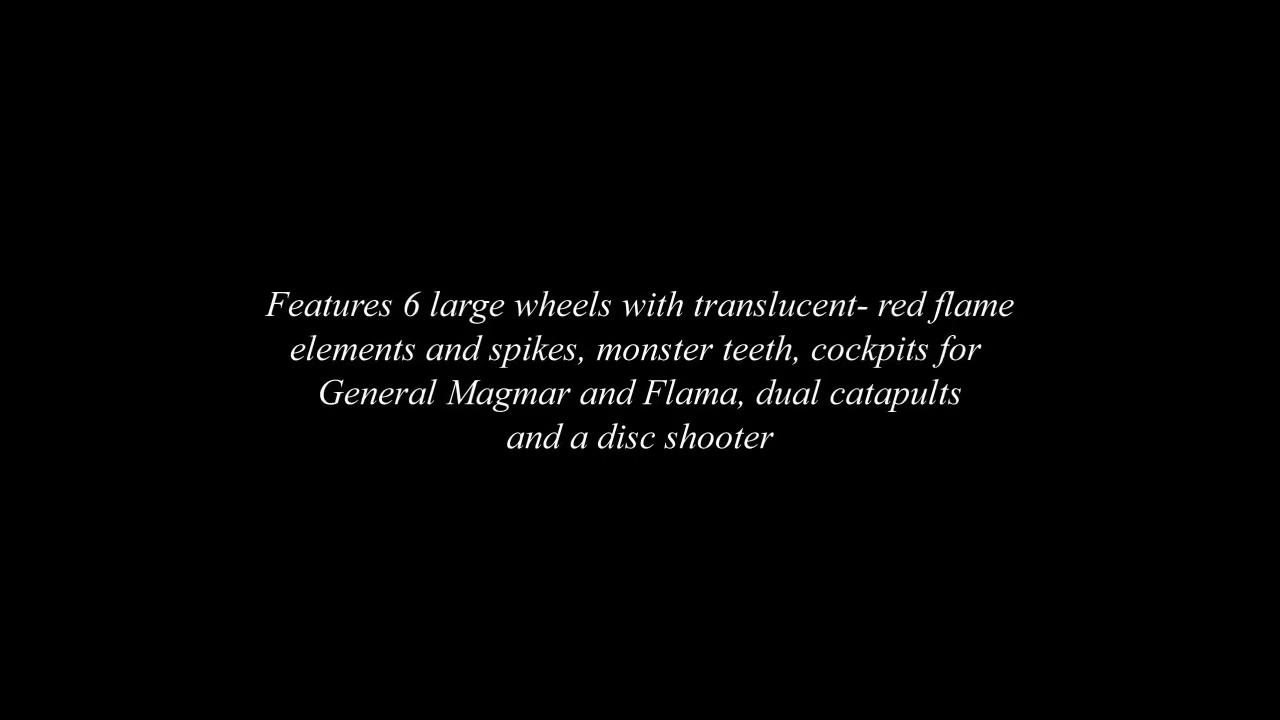 Features 6 large wheels with translucent- red flame
elements and spikes, monster teeth, cockpits for
General Magmar and Flama, dual catapults
and a disc shooter